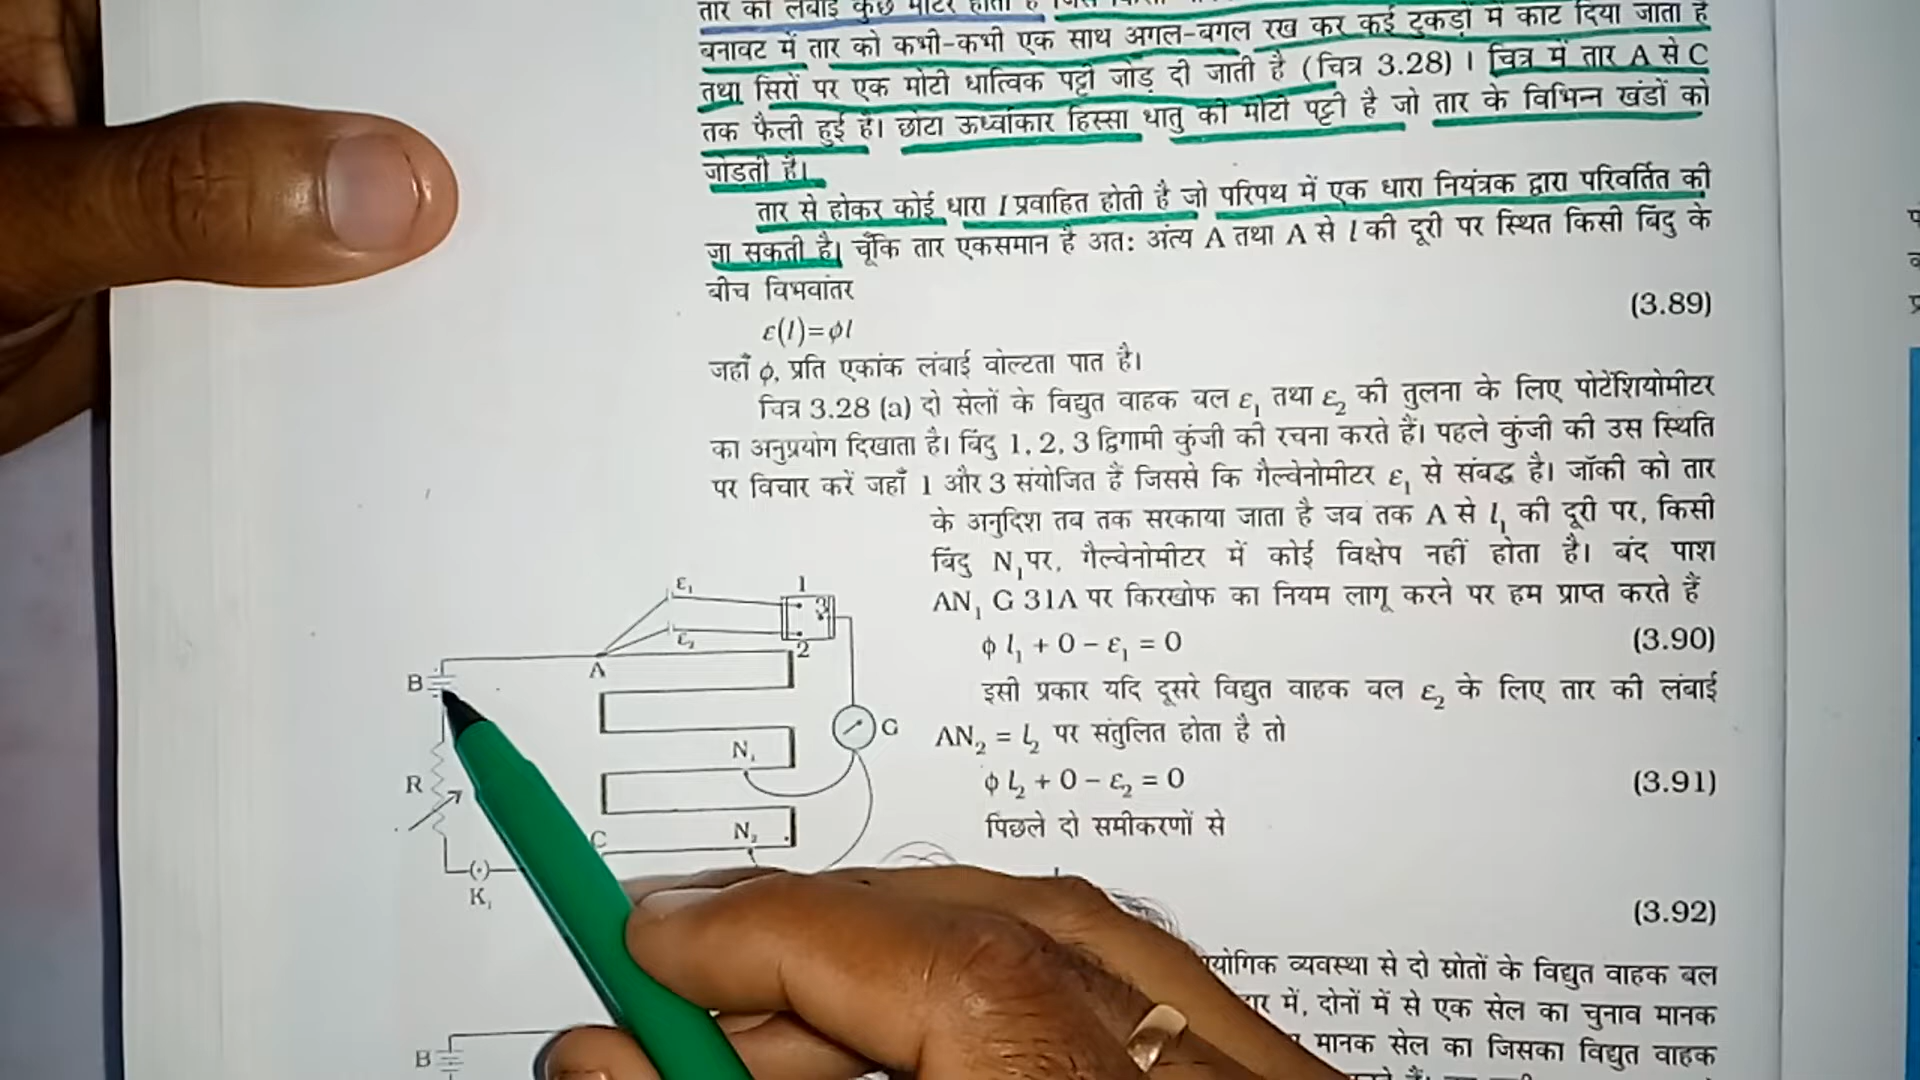 तार की लंबाई कुछ मीटर होती है जिसे
बनावट में तार को कभी-कभी एक साथ अगल-बगल रख कर कई टुकड़ों में काट दिया जाता है
तथा सिरों पर एक मोटी धात्विक पट्टी जोड़ दी जाती है (चित्र 3.28)। चित्र में तार A से C
तक फैली हुई है। छोटा ऊर्ध्वाकार हिस्सा धातु की मोटी पट्टी है जो तार के विभिन्न खंडों को
जोड़ती है।
तार से होकर कोई धारा I प्रवाहित होती है जो परिपथ में एक धारा नियंत्रक द्वारा परिवर्तित की
जा सकती है। चूँकि तार एकसमान है अत: अंत्य A तथा A से l की दूरी पर स्थित किसी बिंदु के
बीच विभवांतर
ε(l)=ϕl (3.89)
जहाँ ϕ, प्रति एकांक लंबाई वोल्टता पात है।
चित्र 3.28 (a) दो सेलों के विद्युत वाहक बल ε₁ तथा ε₂ की तुलना के लिए पोटेंशियोमीटर
का अनुप्रयोग दिखाता है। बिंदु 1, 2, 3 द्विगामी कुंजी की रचना करते हैं। पहले कुंजी की उस स्थिति
पर विचार करें जहाँ 1 और 3 संयोजित हैं जिससे कि गैल्वेनोमीटर ε₁ से संबद्ध है। जॉकी को तार
के अनुदिश तब तक सरकाया जाता है जब तक A से l₁ की दूरी पर, किसी
बिंदु N₁पर, गैल्वेनोमीटर में कोई विक्षेप नहीं होता है। बंद पाश
AN₁ G 31A पर किरखोफ का नियम लागू करने पर हम प्राप्त करते हैं
ϕ l₁ + 0 – ε₁ = 0 (3.90)
इसी प्रकार यदि दूसरे विद्युत वाहक बल ε₂ के लिए तार की लंबाई
AN₂ = l₂ पर संतुलित होता है तो
ϕ l₂ + 0 – ε₂ = 0 (3.91)
पिछले दो समीकरणों से
(3.92)
व्यवस्था से दो स्रोतों के विद्युत वाहक बल
में, दोनों में से एक सेल का चुनाव मानक
मानक सेल का जिसका विद्युत वाहक
ε₁
1
3
ε₂
2
A
B
G
N₁
R
C
N₂
K₁
B